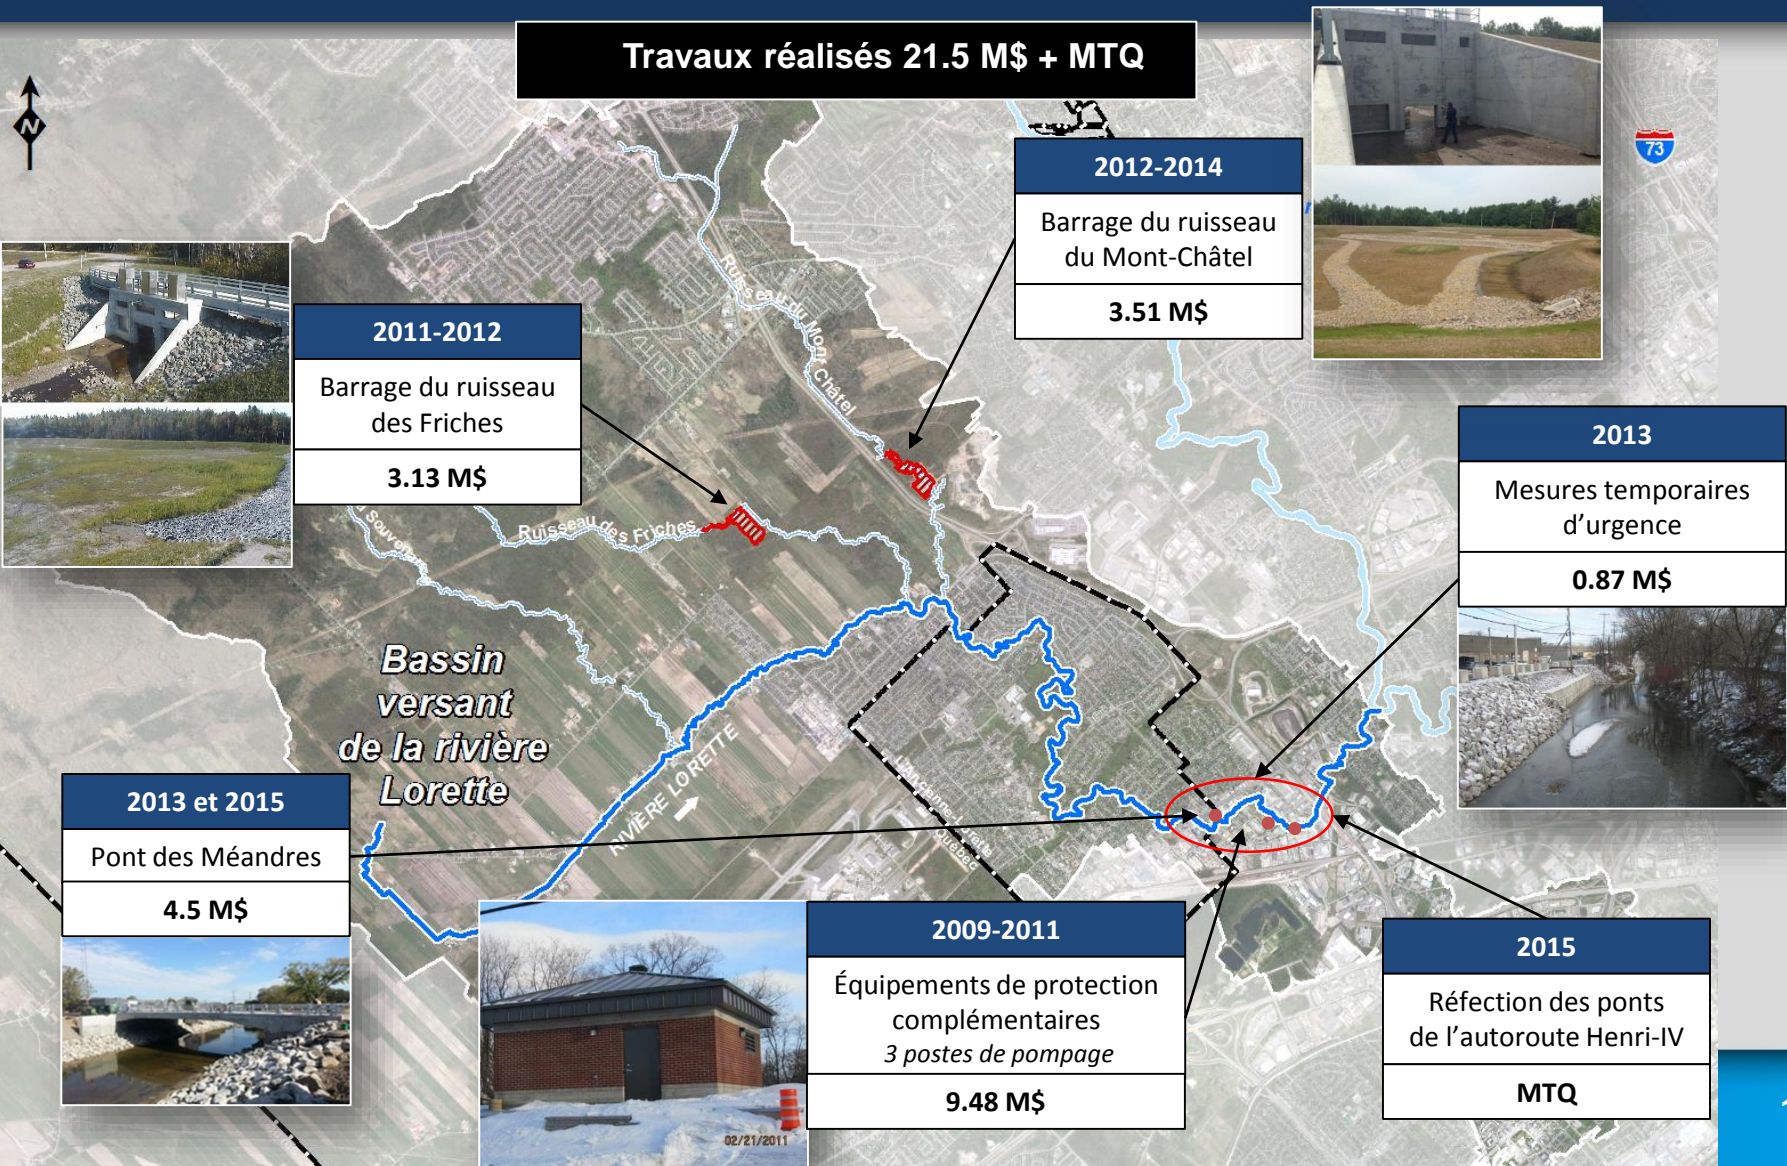 Travaux réalisés 21.5 M$ + MTQ
N
73
2012-2014
Barrage du ruisseau
du Mont-Châtel
3.51 M$
2011-2012
Barrage du ruisseau
des Friches
3.13 M$
2013
Mesures temporaires
d’urgence
0.87 M$
Ruisseau du Mont Châtel
Ruisseau des Friches
Bassin
versant
de la rivière
Lorette
RIVIÈRE LORETTE
L'Ancienne-Lorette
Québec
2013 et 2015
Pont des Méandres
4.5 M$
2009-2011
Équipements de protection
complémentaires
3 postes de pompage
9.48 M$
2015
Réfection des ponts
de l’autoroute Henri-IV
MTQ
02/21/2011